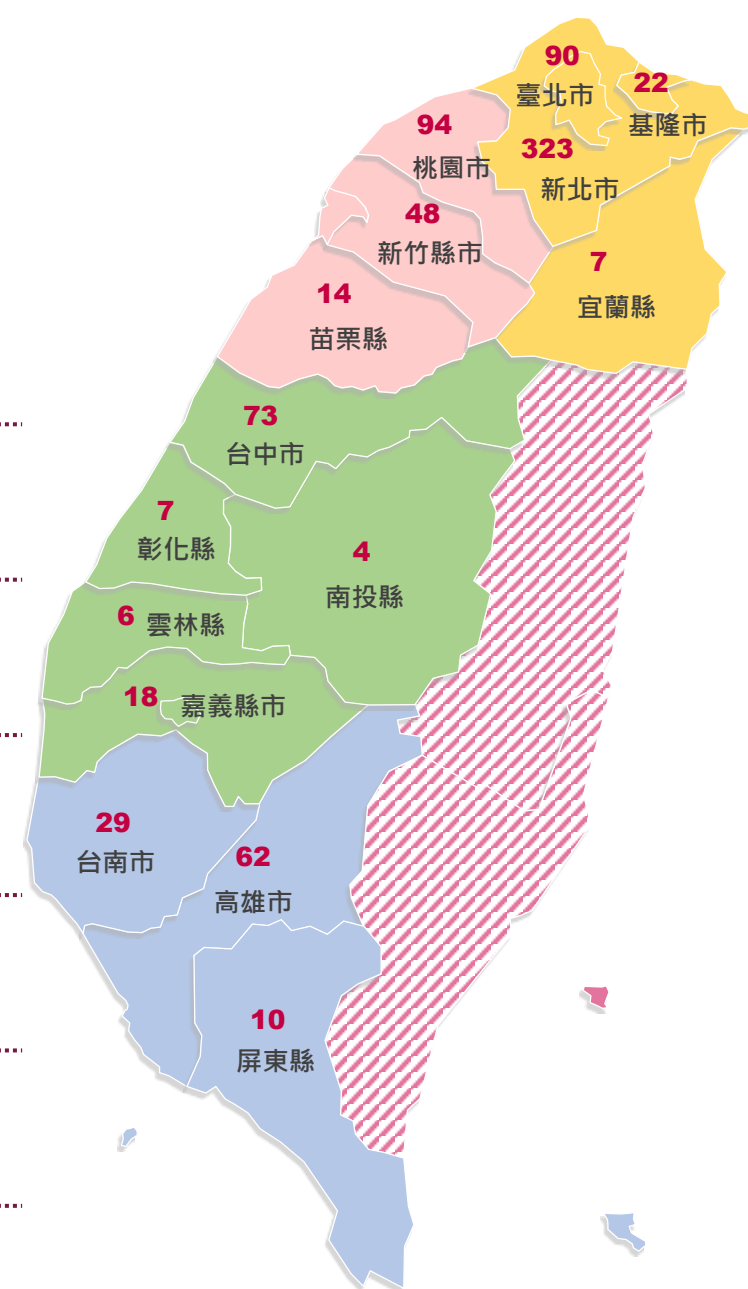 90
臺北市
22
基隆市
94
桃園市
323
新北市
48
新竹縣市
7
宜蘭縣
14
苗栗縣
73
台中市
7
彰化縣
4
南投縣
6 雲林縣
18 嘉義縣市
29
台南市
62
高雄市
10
屏東縣